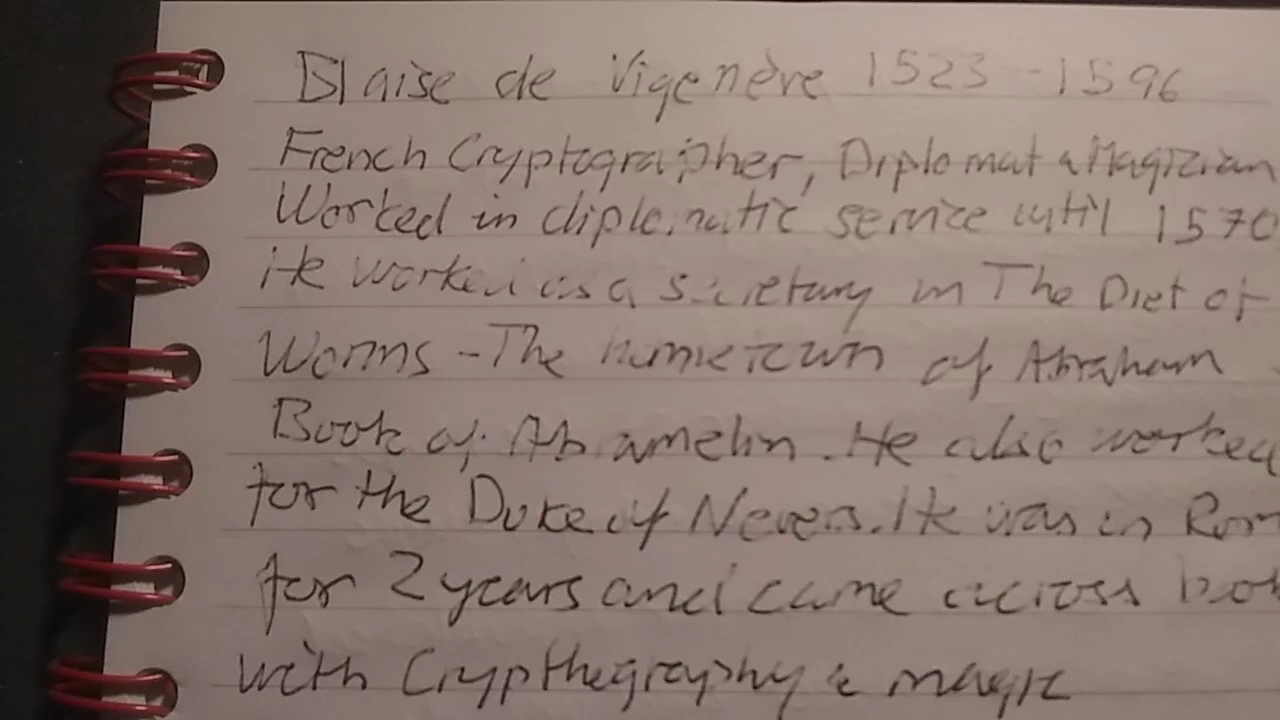 Blaise de Vigenère 1523 - 1596
French Cryptographer, Diplomat & Magizian
Worked in diplomatic service until 1570
He worked as a secretary in The Diet of
Worms - The hometown of Abraham
Book of Abramelin. He also worked
for the Duke of Nevers. He was in Rom
for 2 years and came across bo
with Crypthegraphy & magic